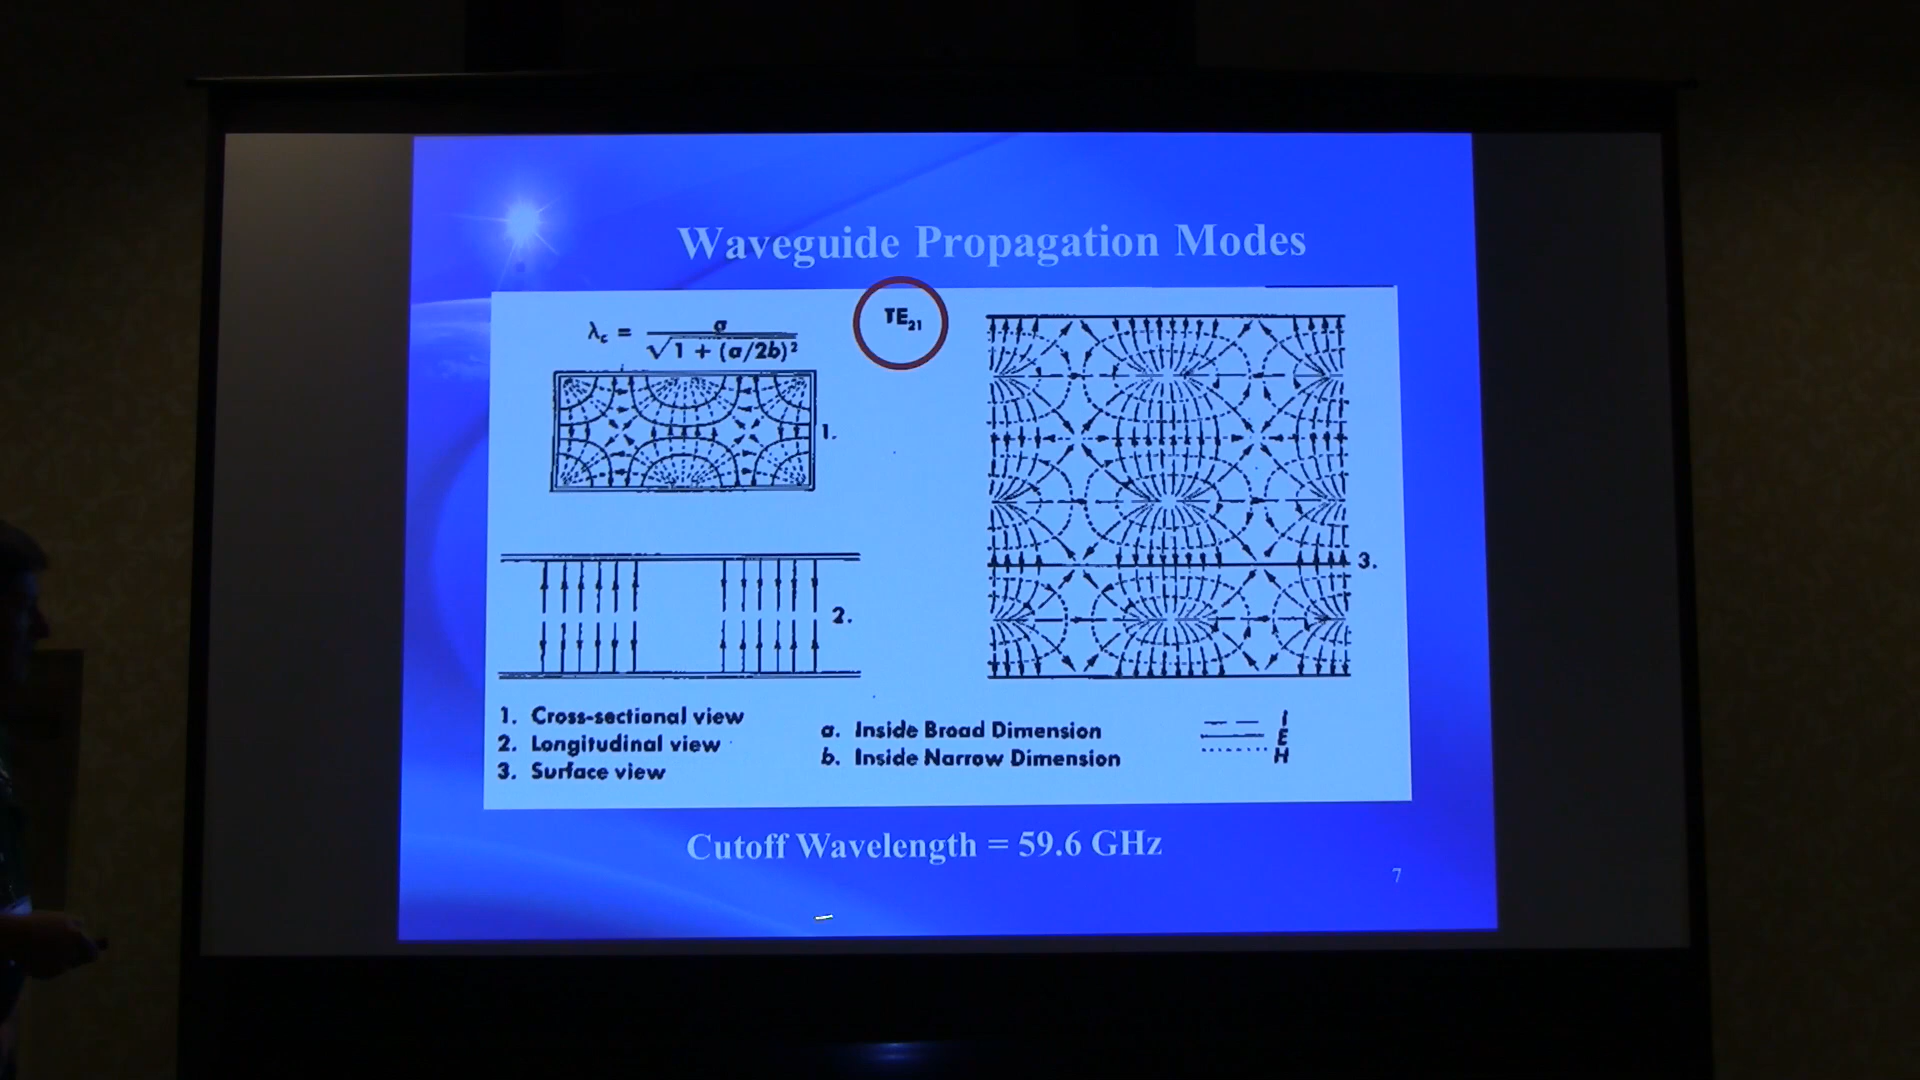 Waveguide Propagation Modes
λc = a / √1 + (a/2b)²
TE21
1.
2.
3.
1. Cross-sectional view
2. Longitudinal view
3. Surface view
a. Inside Broad Dimension
b. Inside Narrow Dimension
I
E
H
Cutoff Wavelength = 59.6 GHz
7